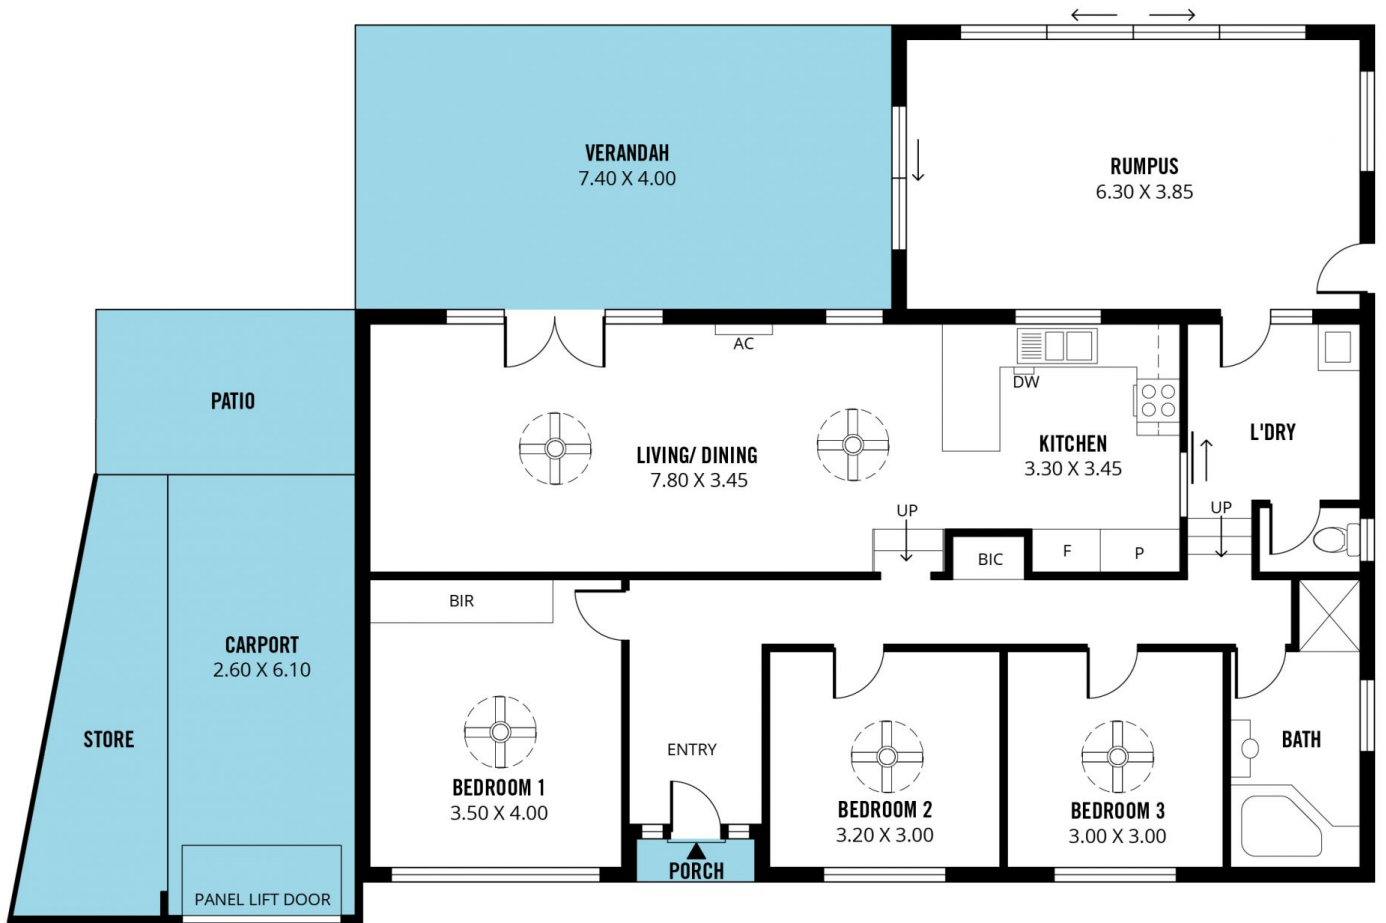 VERANDAH
7.40 X 4.00
RUMPUS
6.30 X 3.85
PATIO
AC
DW
LIVING/ DINING
7.80 X 3.45
KITCHEN
3.30 X 3.45
L'DRY
UP
UP
BIC
F
P
BIR
CARPORT
2.60 X 6.10
STORE
ENTRY
BEDROOM 1
3.50 X 4.00
BEDROOM 2
3.20 X 3.00
BEDROOM 3
3.00 X 3.00
BATH
PORCH
PANEL LIFT DOOR